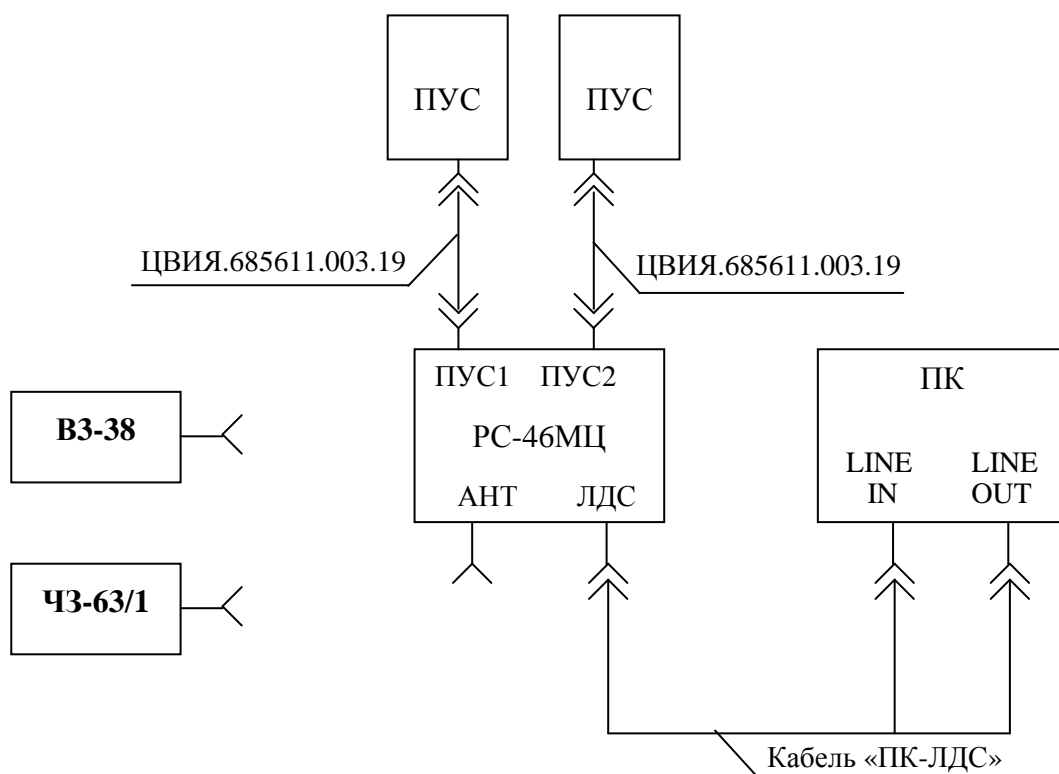 ПУС
ПУС
ЦВИЯ.685611.003.19
ЦВИЯ.685611.003.19
ПУС1 ПУС2
РС-46МЦ
АНТ ЛДС
ПК
LINE IN
LINE OUT
В3-38
Ч3-63/1
Кабель «ПК-ЛДС»